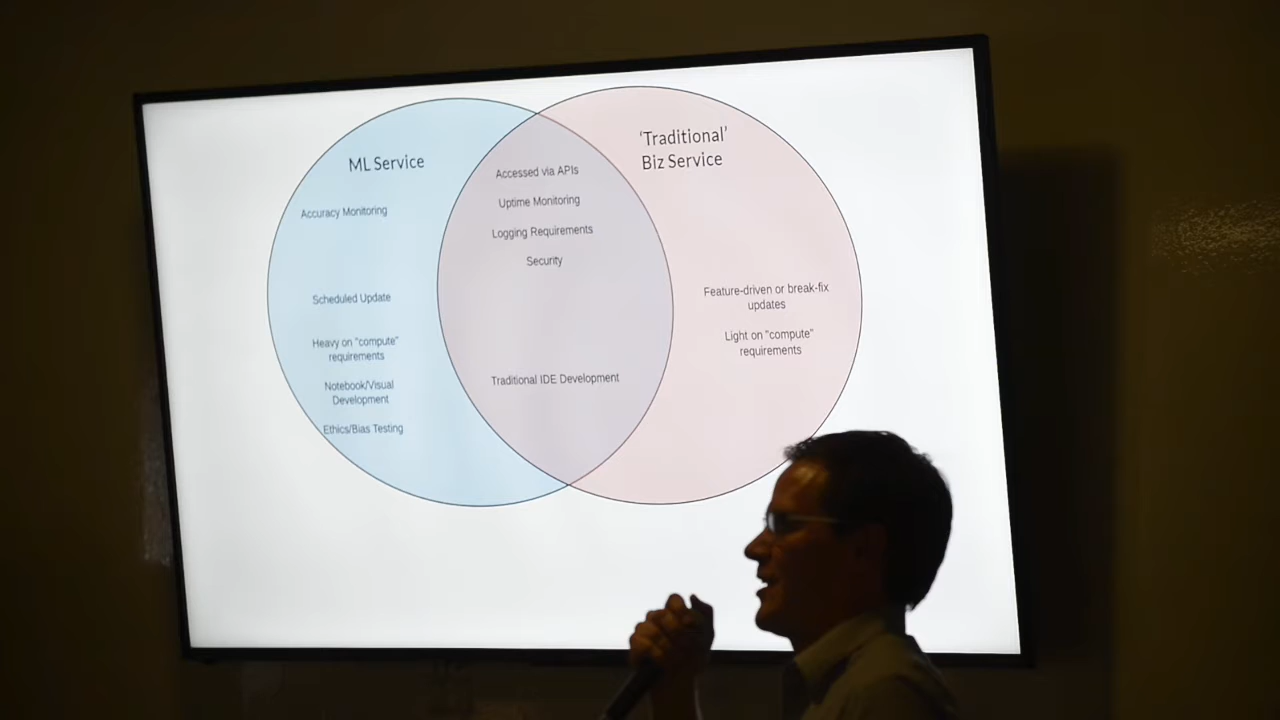 ML Service
Accuracy Monitoring
Scheduled Update
Heavy on "compute"
requirements
Notebook/Visual
Development
Ethics/Bias Testing
Accessed via APIs
Uptime Monitoring
Logging Requirements
Security
Traditional IDE Development
'Traditional'
Biz Service
Feature-driven or break-fix
updates
Light on "compute"
requirements